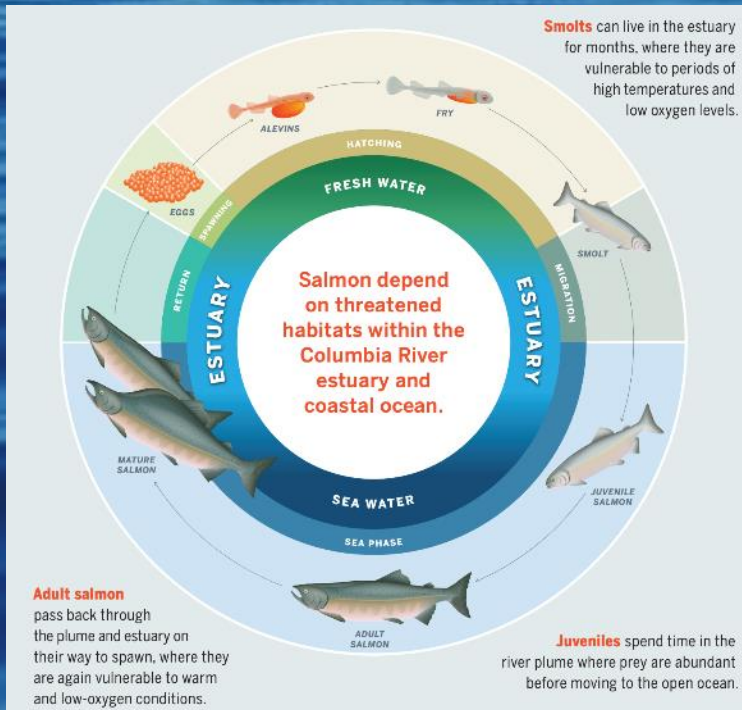 Smolts can live in the estuary
for months, where they are
vulnerable to periods of
high temperatures and
low oxygen levels.
ALEVINS
FRY
HATCHING
FRESH WATER
EGGS
SPAWNING
SMOLT
RETURN
MIGRATION
ESTUARY
ESTUARY
Salmon depend
on threatened
habitats within the
Columbia River
estuary and
coastal ocean.
MATURE
SALMON
JUVENILE
SALMON
SEA WATER
SEA PHASE
ADULT
SALMON
Adult salmon
pass back through
the plume and estuary on
their way to spawn, where they
are again vulnerable to warm
and low-oxygen conditions.
Juveniles spend time in the
river plume where prey are abundant
before moving to the open ocean.